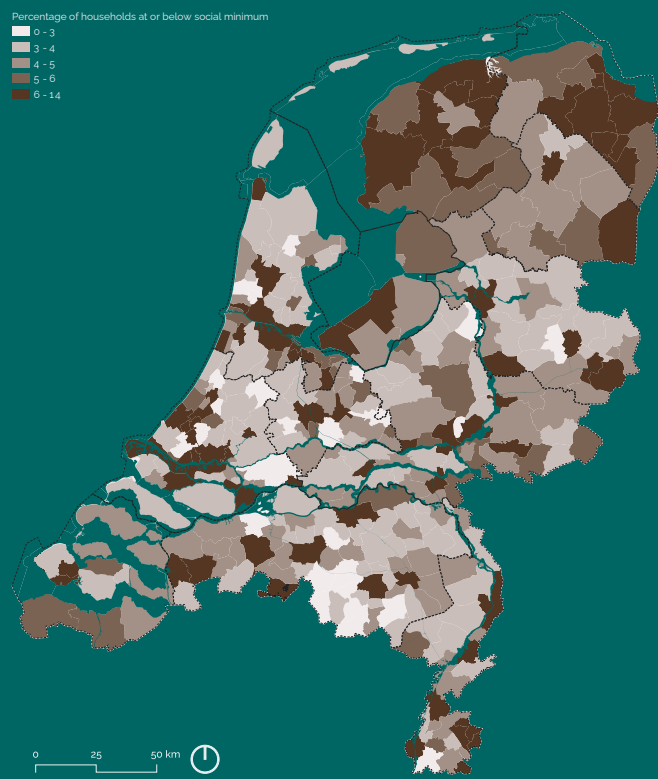 Percentage of households at or below social minimum
0 - 3
3 - 4
4 - 5
5 - 6
6 - 14
0 25 50 km